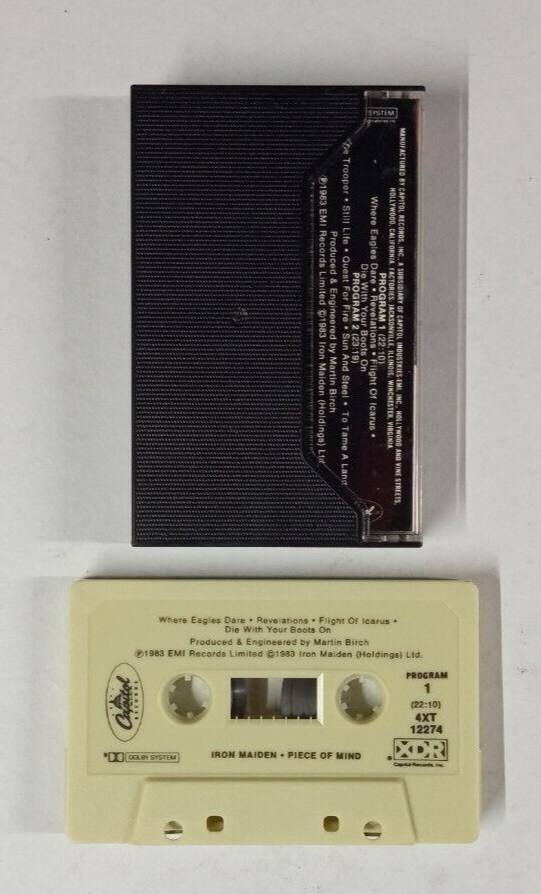 SYSTEM
MANUFACTURED BY CAPITOL RECORDS, INC., A SUBSIDIARY OF CAPITOL INDUSTRIES-EMI, INC., HOLLYWOOD AND VINE STREETS,
HOLLYWOOD, CALIFORNIA. FACTORIES: JACKSONVILLE, ILLINOIS, WINCHESTER, VIRGINIA.
PROGRAM 1 (22:10)
Where Eagles Dare • Revelations • Flight Of Icarus •
Die With Your Boots On
PROGRAM 2 (23:19)
e Trooper • Still Life • Quest For Fire • Sun And Steel • To Tame A Land
Produced & Engineered by Martin Birch
℗1983 EMI Records Limited ©1983 Iron Maiden (Holdings) Ltd
Where Eagles Dare • Revelations • Flight Of Icarus •
Die With Your Boots On
Produced & Engineered by Martin Birch
℗1983 EMI Records Limited ©1983 Iron Maiden (Holdings) Ltd.
Capitol
RECORDS
PROGRAM
1
(22:10)
4XT
12274
DOLBY SYSTEM
IRON MAIDEN • PIECE OF MIND
XDR
Capitol Records, Inc.